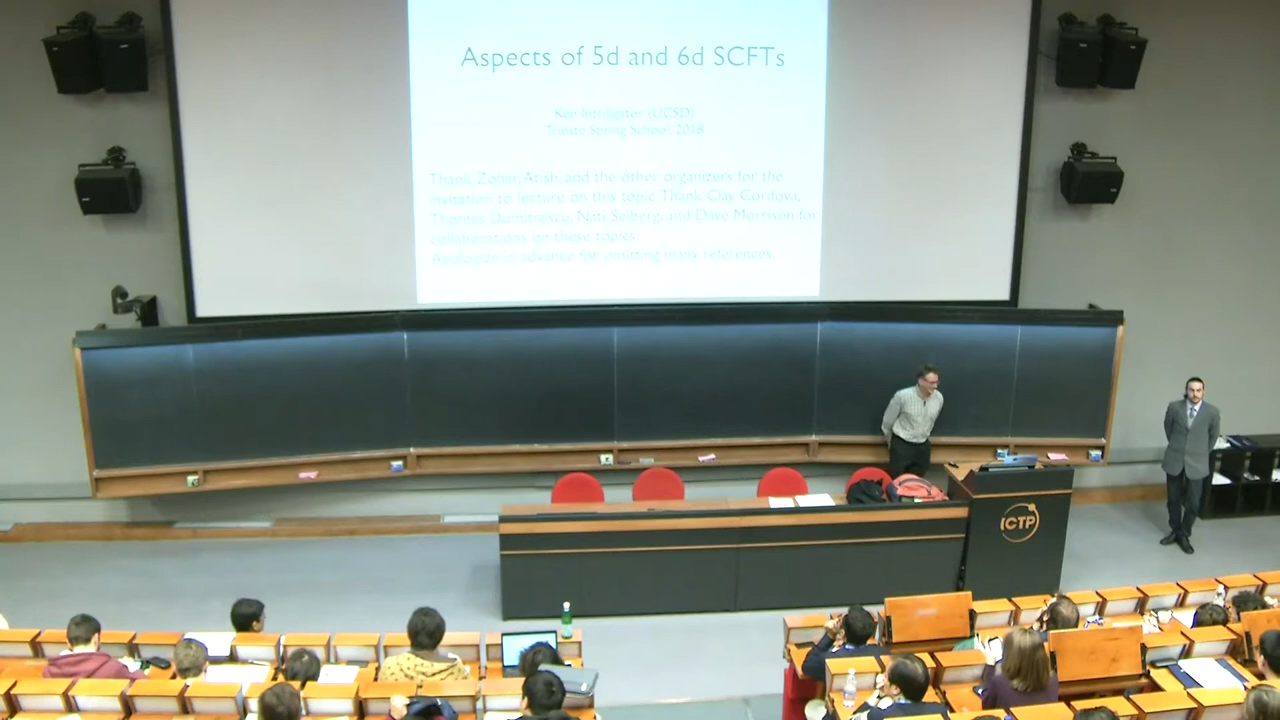 Aspects of 5d and 6d SCFTs
Ken Intriligator (UCSD)
Trieste Spring School, 2018
Thank Zohar, Atish, and the other organizers for the
invitation to lecture on this topic. Thank Clay Cordova,
Thomas Dumitrescu, Nati Seiberg, and Dave Morrison for
collaborations on these topics.
Apologize in advance for omitting many references.
ICTP